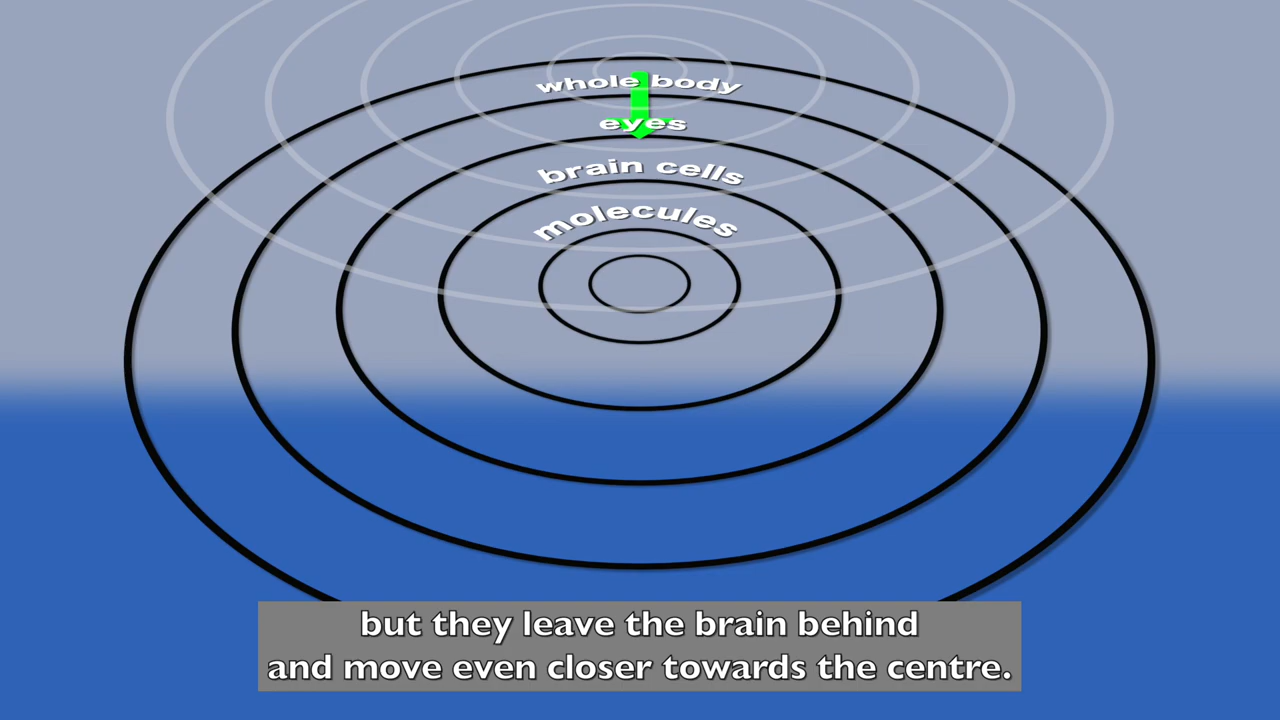 whole body
eyes
brain cells
molecules
but they leave the brain behind
and move even closer towards the centre.